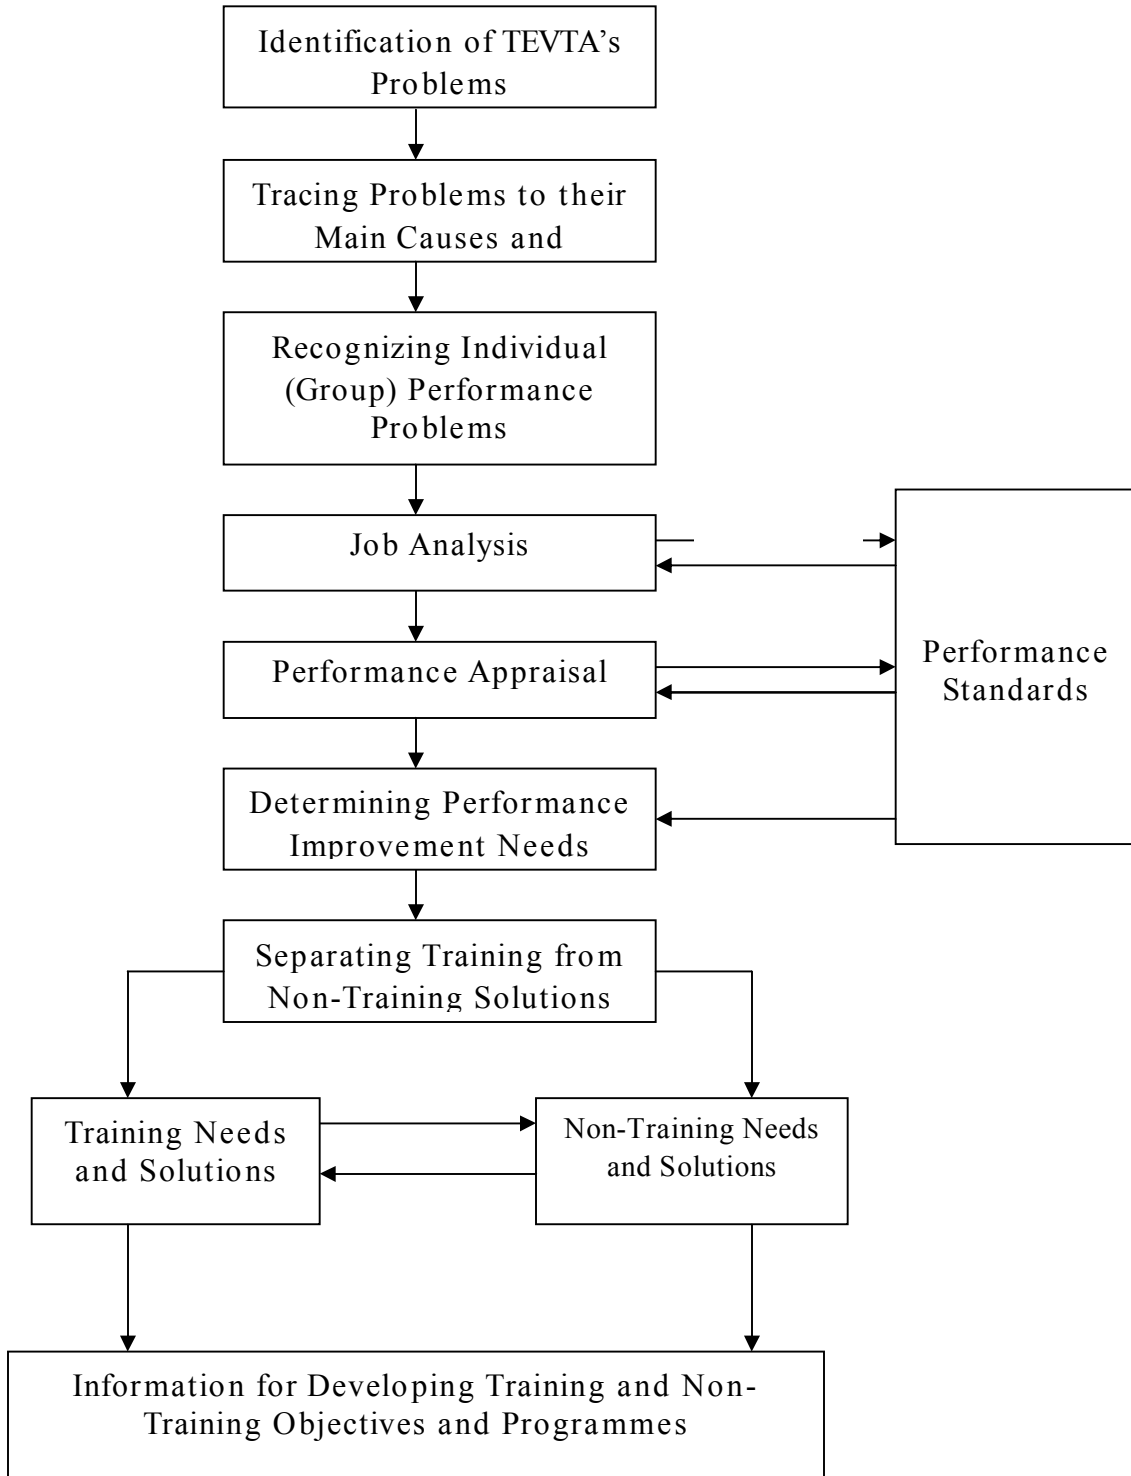 Identification of TEVTA’s
Problems
Tracing Problems to their
Main Causes and
Recognizing Individual
(Group) Performance
Problems
Job Analysis
Performance Appraisal
Performance
Standards
Determining Performance
Improvement Needs
Separating Training from
Non-Training Solutions
Training Needs
and Solutions
Non-Training Needs
and Solutions
Information for Developing Training and Non-
Training Objectives and Programmes